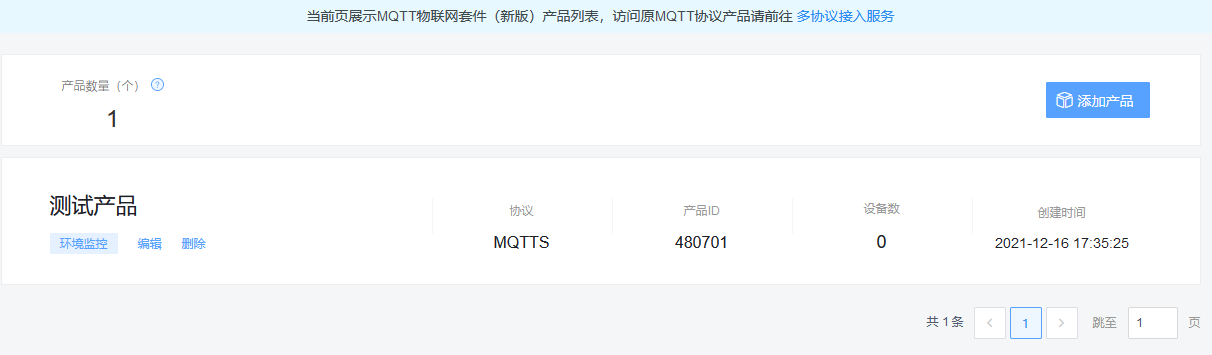 当前页展示MQTT物联网套件（新版）产品列表，访问原MQTT协议产品请前往 多协议接入服务
产品数量（个） ?
1
添加产品
测试产品
环境监控 编辑 删除
协议
MQTTS
产品ID
480701
设备数
0
创建时间
2021-12-16 17:35:25
共 1 条 < 1 > 跳至 1 页